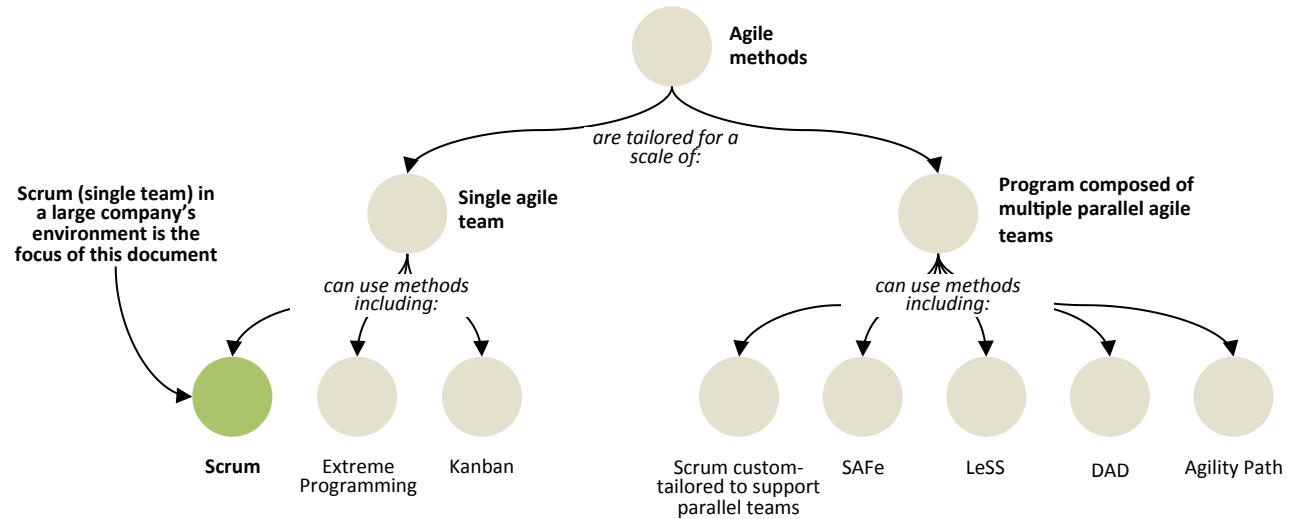 Agile
methods
are tailored for a
scale of:
Scrum (single team) in
a large company's
environment is the
focus of this document
Single agile
team
Program composed of
multiple parallel agile
teams
can use methods
including:
can use methods
including:
Scrum
Extreme
Programming
Kanban
Scrum custom-
tailored to support
parallel teams
SAFe
LeSS
DAD
Agility Path